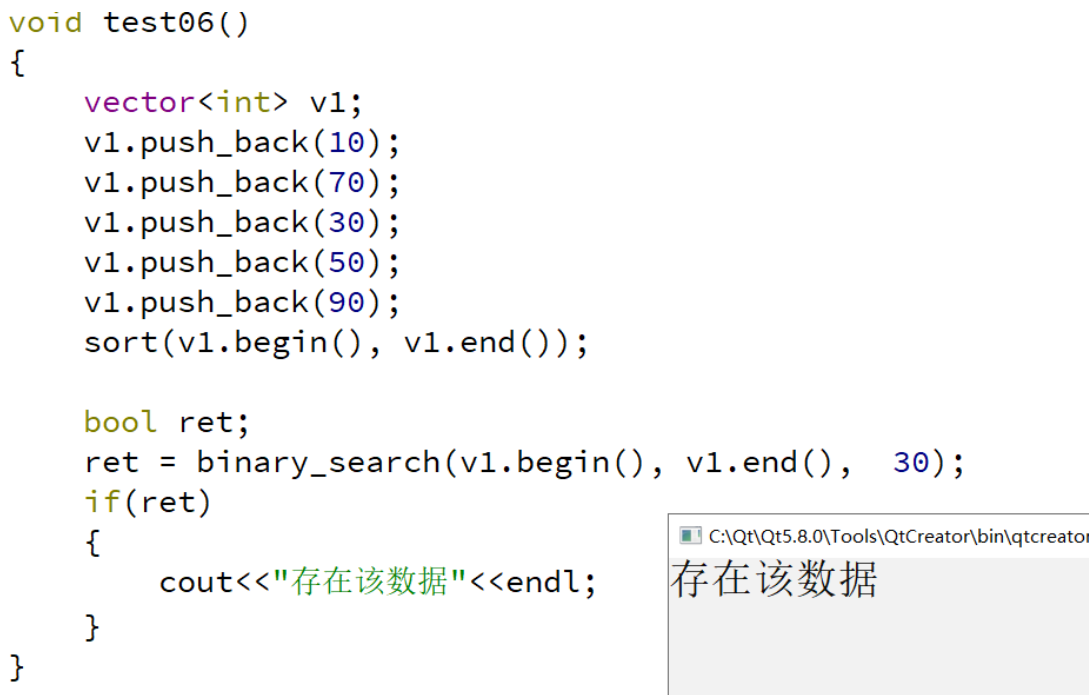 void test06()
{
    vector<int> v1;
    v1.push_back(10);
    v1.push_back(70);
    v1.push_back(30);
    v1.push_back(50);
    v1.push_back(90);
    sort(v1.begin(), v1.end());

    bool ret;
    ret = binary_search(v1.begin(), v1.end(),  30);
    if(ret)
    {
        cout<<"存在该数据"<<endl;
    }
}
C:\Qt\Qt5.8.0\Tools\QtCreator\bin\qtcreator
存在该数据